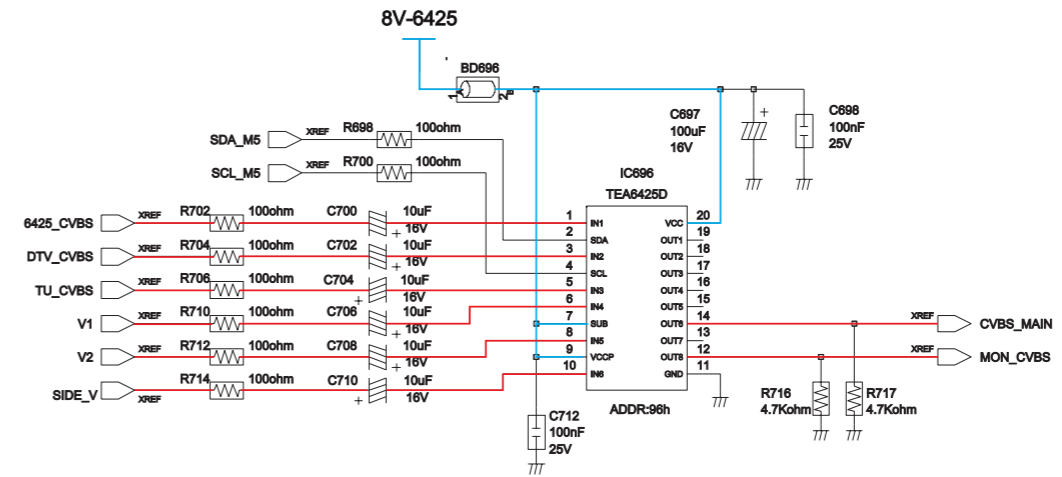 8V-6425
BD696
1 2
C697
100uF
16V
C698
100nF
25V
SDA_M5 XREF R698 100ohm
SCL_M5 XREF R700 100ohm
IC696
TEA6425D
6425_CVBS XREF R702 100ohm C700 10uF 16V
DTV_CVBS XREF R704 100ohm C702 10uF 16V
TU_CVBS XREF R706 100ohm C704 10uF 16V
V1 XREF R710 100ohm C706 10uF 16V
V2 XREF R712 100ohm C708 10uF 16V
SIDE_V XREF R714 100ohm C710 10uF 16V
1 IN1 VCC 20
2 SDA OUT1 19
3 IN2 OUT2 18
4 SCL OUT3 17
5 IN3 OUT4 16
6 IN4 OUT5 15
7 SUB OUT6 14
8 IN5 OUT7 13
9 VCCP OUT8 12
10 IN6 GND 11
ADDR:96h
XREF CVBS_MAIN
XREF MON_CVBS
R716
4.7Kohm
R717
4.7Kohm
C712
100nF
25V